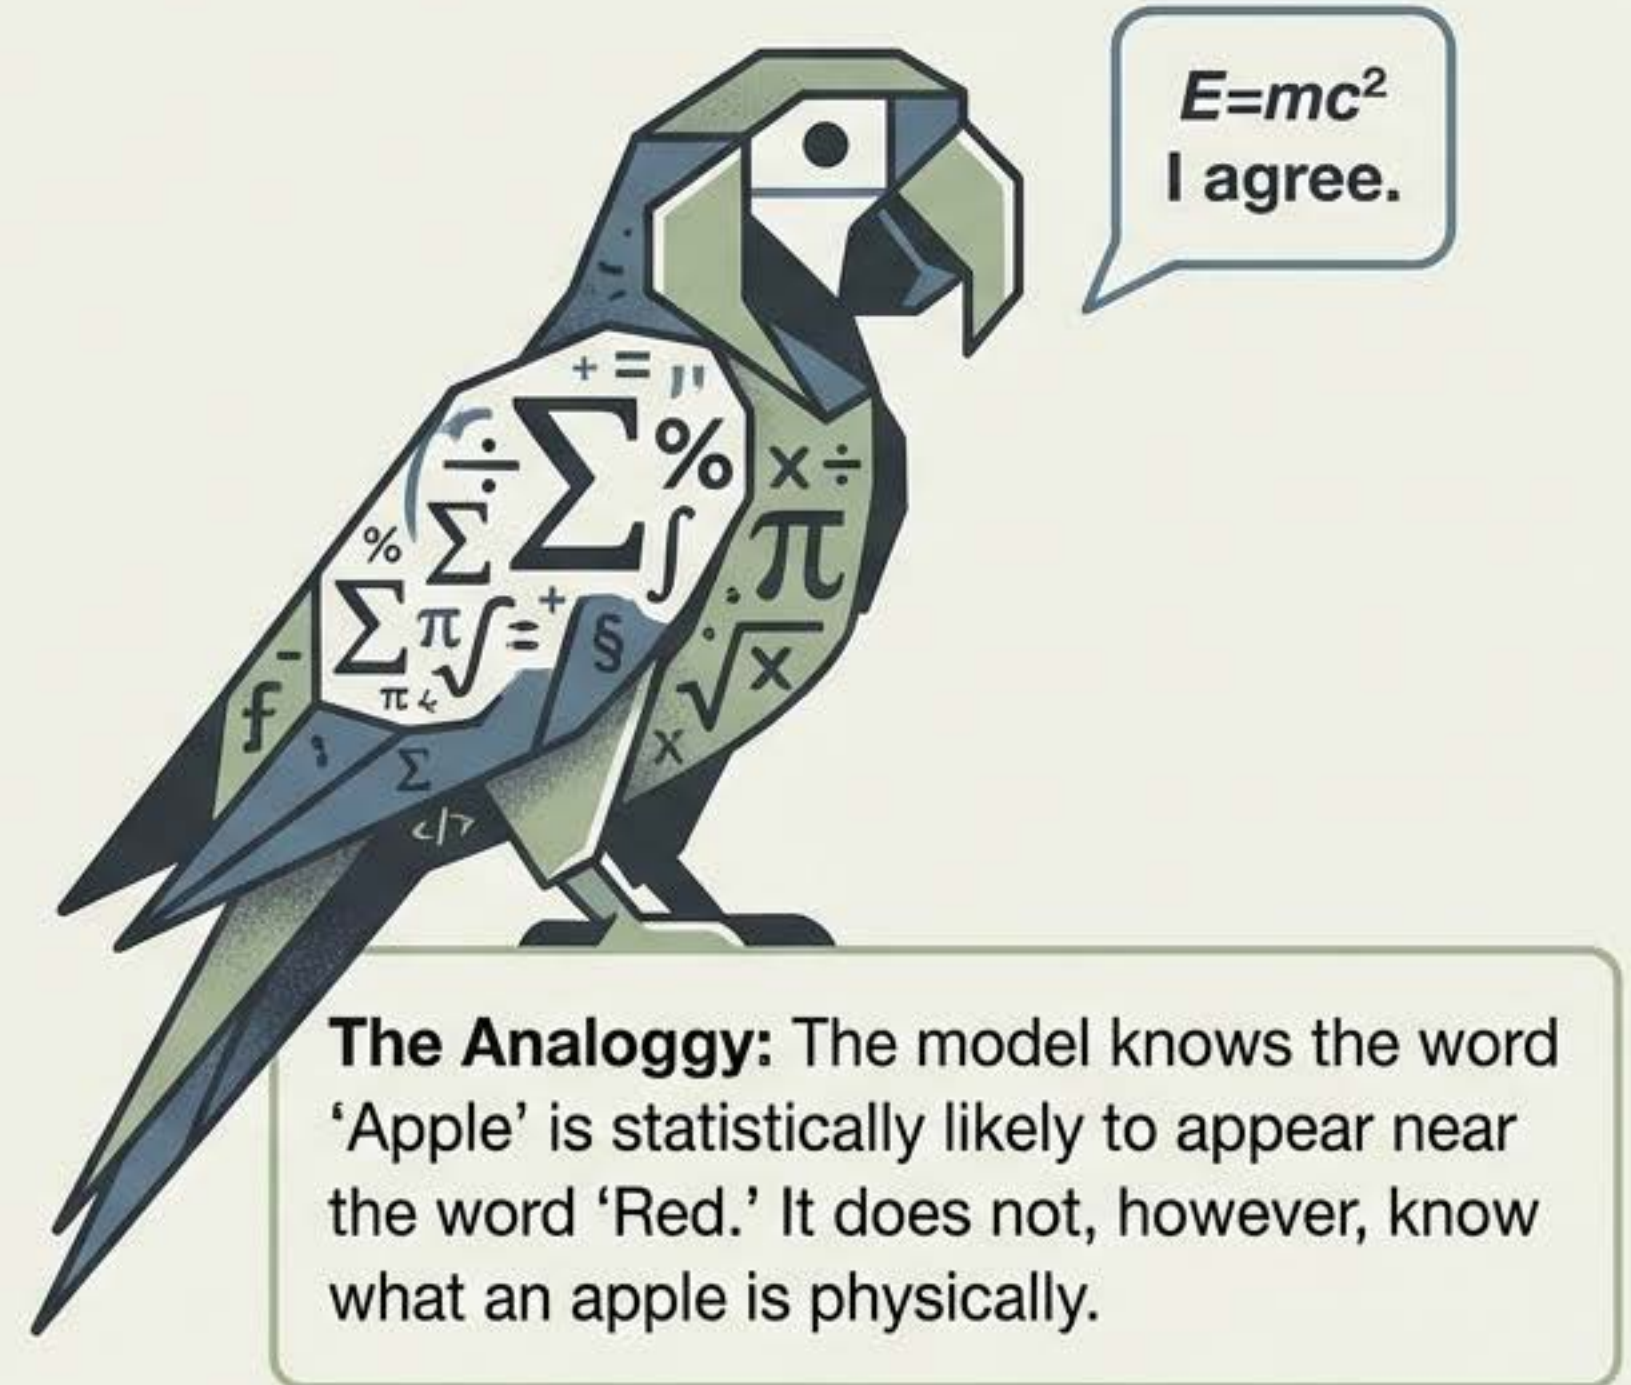 E=mc²
I agree.
+ = "
÷ Σ %
% Σ ∫
x ÷
π
Σ π √ = +
§
√x
π
- f
x
;
Σ
</>
The Analoggy: The model knows the word
‘Apple’ is statistically likely to appear near
the word ‘Red.’ It does not, however, know
what an apple is physically.